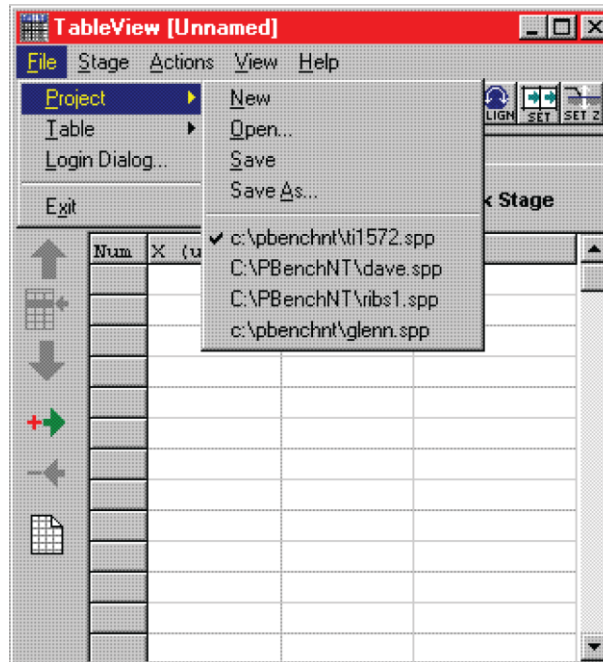 TableView [Unnamed]
File Stage Actions View Help
Project
Table
Login Dialog...
Exit
New
Open...
Save
Save As...
c:\pbenchnt\ti1572.spp
C:\PBenchNT\dave.spp
C:\PBenchNT\ribs1.spp
c:\pbenchnt\glenn.spp
LIGN SET SET Z
Stage
Num X (u